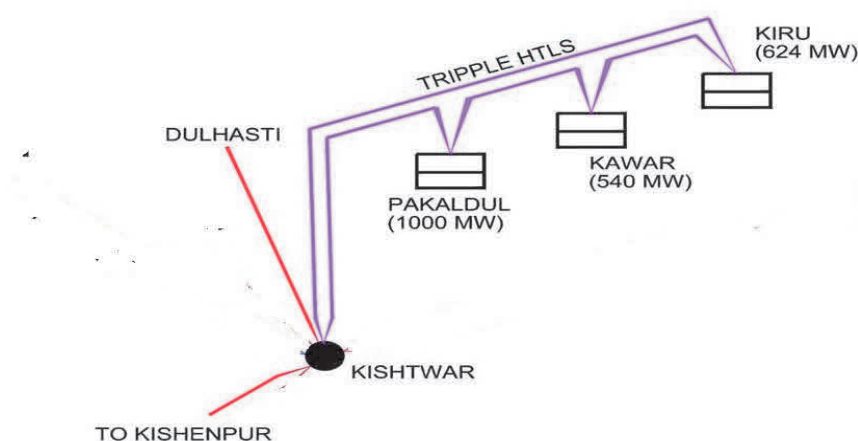 KIRU
(624 MW)
TRIPPLE HTLS
DULHASTI
KAWAR
(540 MW)
PAKALDUL
(1000 MW)
KISHTWAR
TO KISHENPUR